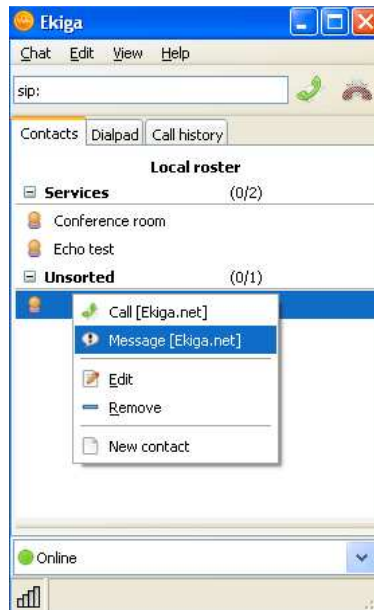 Ekiga
Chat Edit View Help
sip:
Contacts Dialpad Call history
Local roster
Services (0/2)
Conference room
Echo test
Unsorted (0/1)
Call [Ekiga.net]
Message [Ekiga.net]
Edit
Remove
New contact
Online